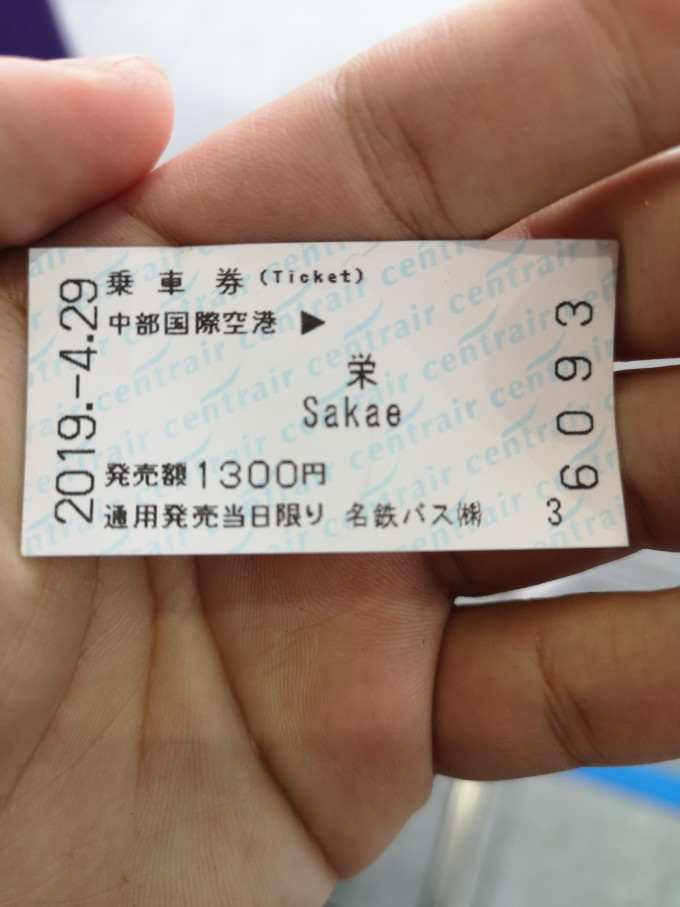 乗車券(Ticket)
中部国際空港 ▶
栄
Sakae
発売額1300円
通用発売当日限り 名鉄バス㈱
2019.-4.29
3
6093
centrair